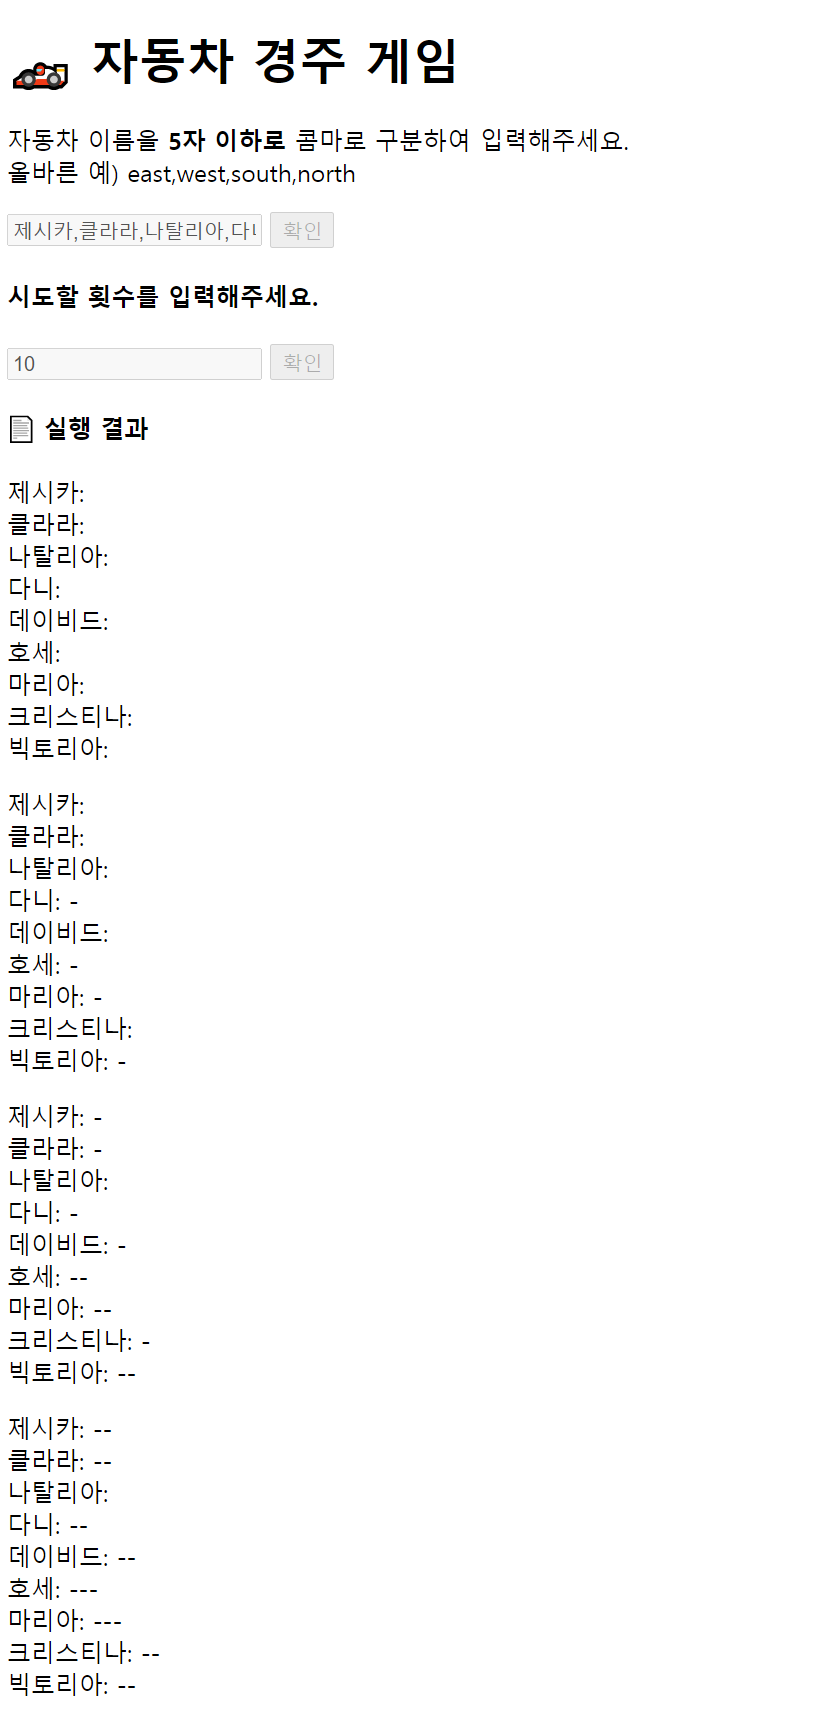 자동차 경주 게임
자동차 이름을 5자 이하로 콤마로 구분하여 입력해주세요.
올바른 예) east,west,south,north
제시카,클라라,나탈리아, 확인
시도할 횟수를 입력해주세요.
10 확인
실행 결과
제시카:
클라라:
나탈리아:
다니:
데이비드:
호세:
마리아:
크리스티나:
빅토리아:
제시카:
클라라:
나탈리아:
다니: -
데이비드:
호세: -
마리아: -
크리스티나:
빅토리아: -
제시카: -
클라라: -
나탈리아:
다니: -
데이비드: -
호세: --
마리아: --
크리스티나: -
빅토리아: --
제시카: --
클라라: --
나탈리아:
다니: --
데이비드: --
호세: ---
마리아: ---
크리스티나: --
빅토리아: --